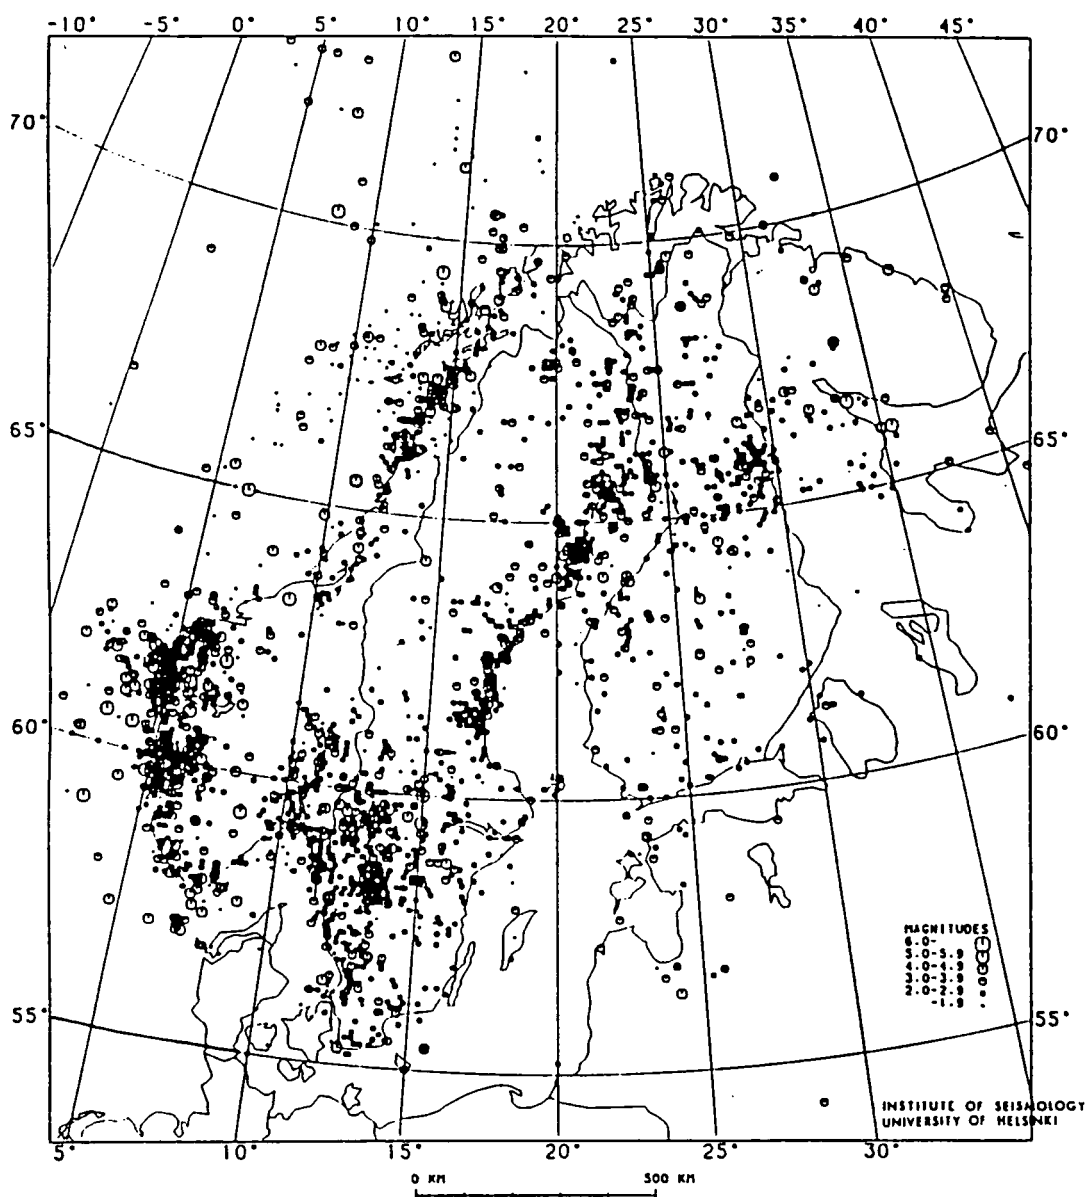 -10° -5° 0° 5° 10° 15° 20° 25° 30° 35° 40° 45°
70° 70°
65° 65°
60° 60°
MAGNITUDES
6.0-
5.0-5.9
4.0-4.9
3.0-3.9
2.0-2.9
-1.9
55° 55°
INSTITUTE OF SEISMOLOGY
UNIVERSITY OF HELSINKI
5° 10° 15° 20° 25° 30°
0 KM 500 KM